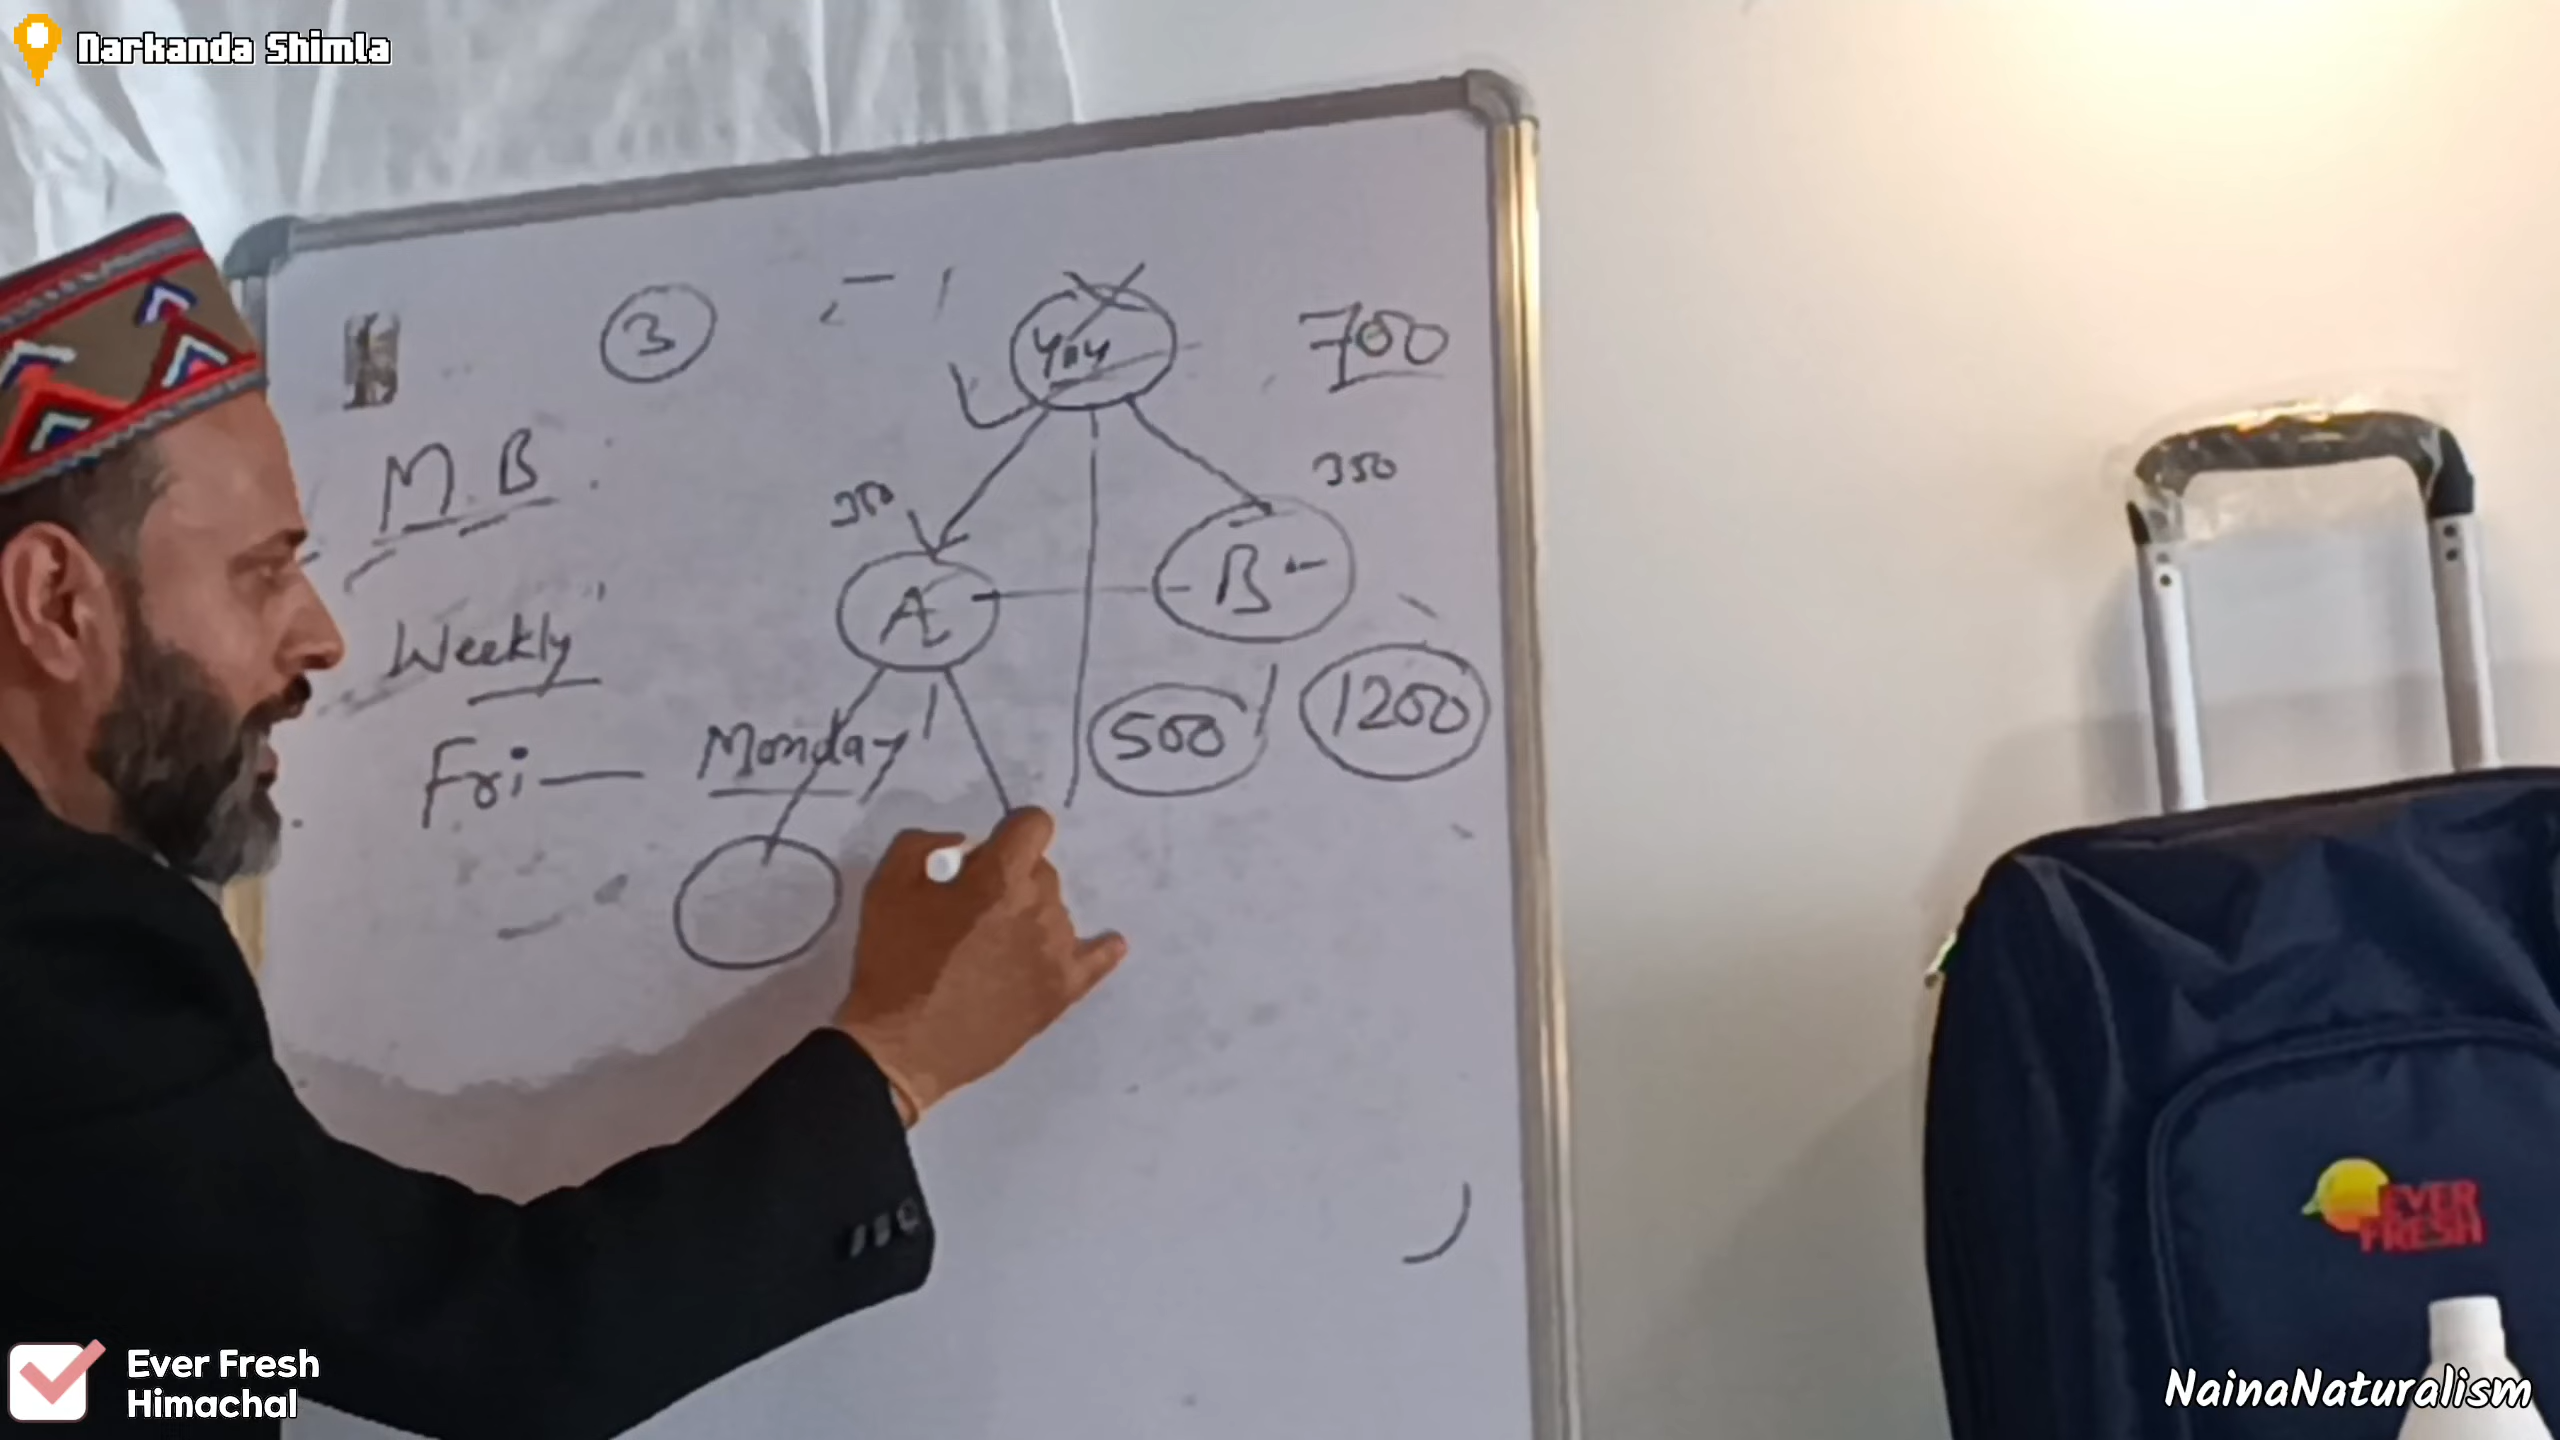 Narkanda Shimla
3
You
700
M.B :
350
350
A
B
Weekly
500
1200
Fri — Monday
EVER
FRESH
Ever Fresh
Himachal
NainaNaturalism